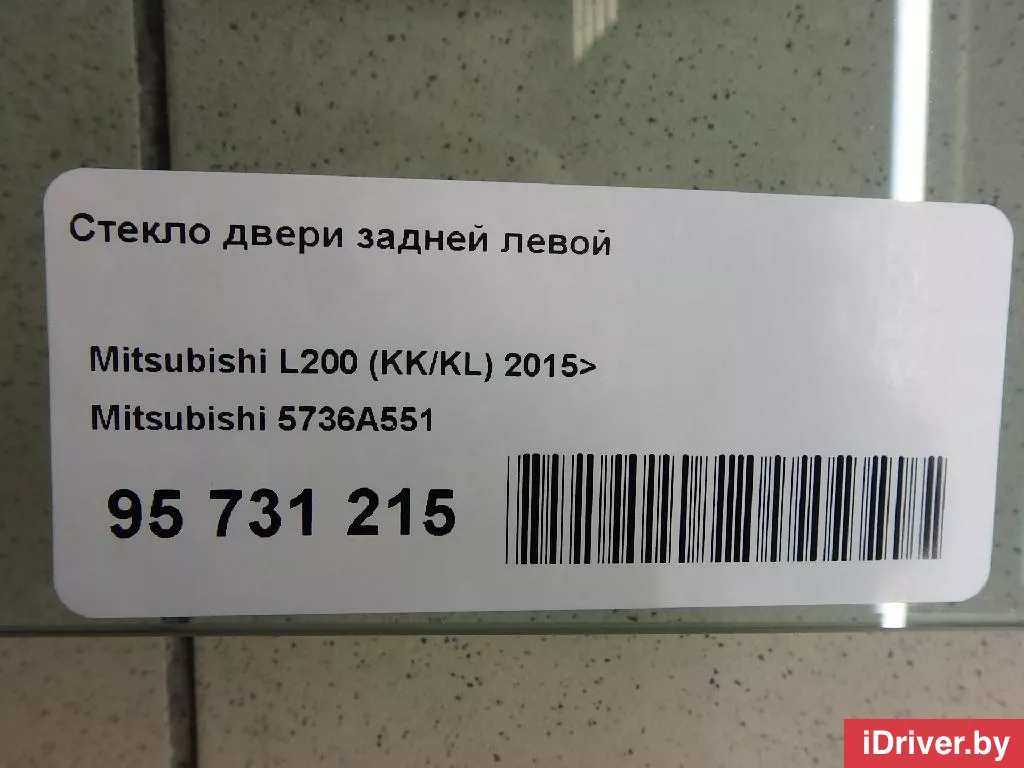 Стекло двери задней левой
Mitsubishi L200 (KK/KL) 2015>
Mitsubishi 5736A551
95 731 215
iDriver.by